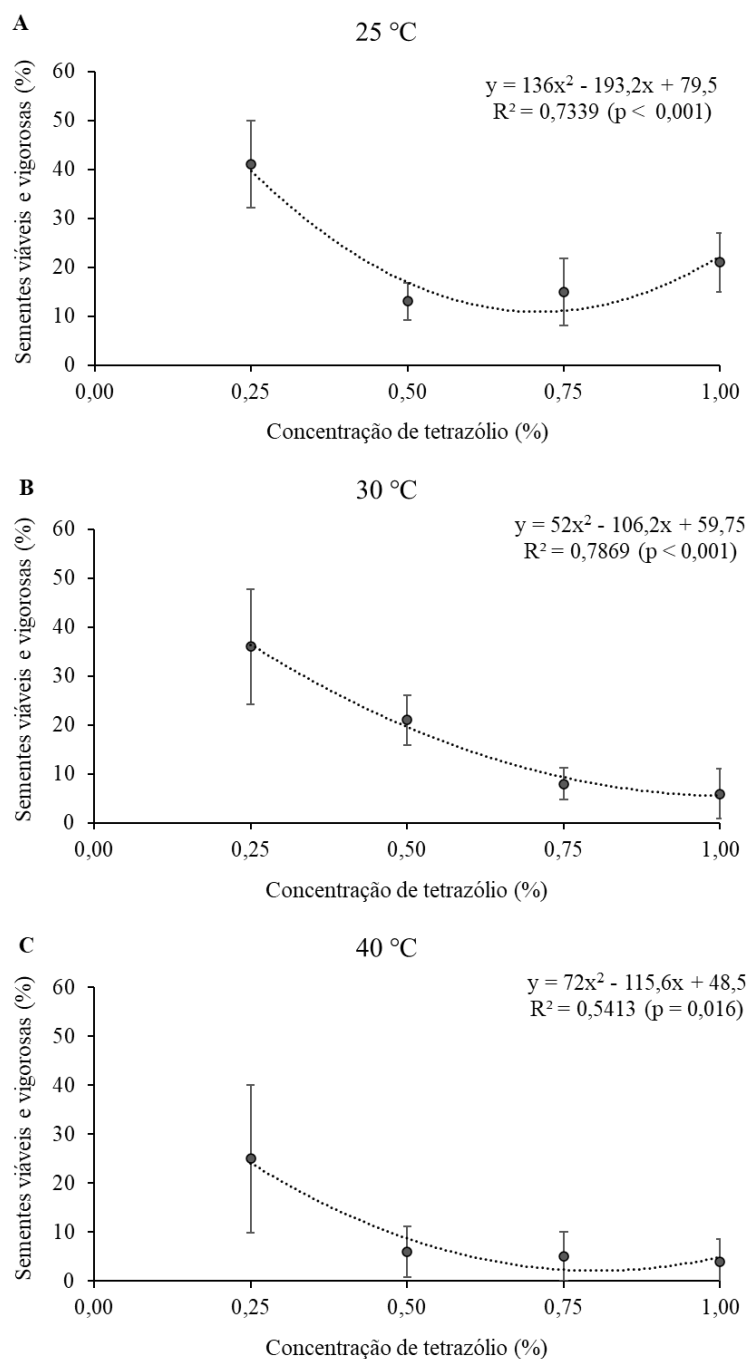 A
25 °C
y = 136x² - 193,2x + 79,5
R² = 0,7339 (p < 0,001)
Sementes viáveis e vigorosas (%)
60
50
40
30
20
10
0
0,00 0,25 0,50 0,75 1,00
Concentração de tetrazólio (%)
B
30 °C
y = 52x² - 106,2x + 59,75
R² = 0,7869 (p < 0,001)
Sementes viáveis e vigorosas (%)
60
50
40
30
20
10
0
0,00 0,25 0,50 0,75 1,00
Concentração de tetrazólio (%)
C
40 °C
y = 72x² - 115,6x + 48,5
R² = 0,5413 (p = 0,016)
Sementes viáveis e vigorosas (%)
60
50
40
30
20
10
0
0,00 0,25 0,50 0,75 1,00
Concentração de tetrazólio (%)